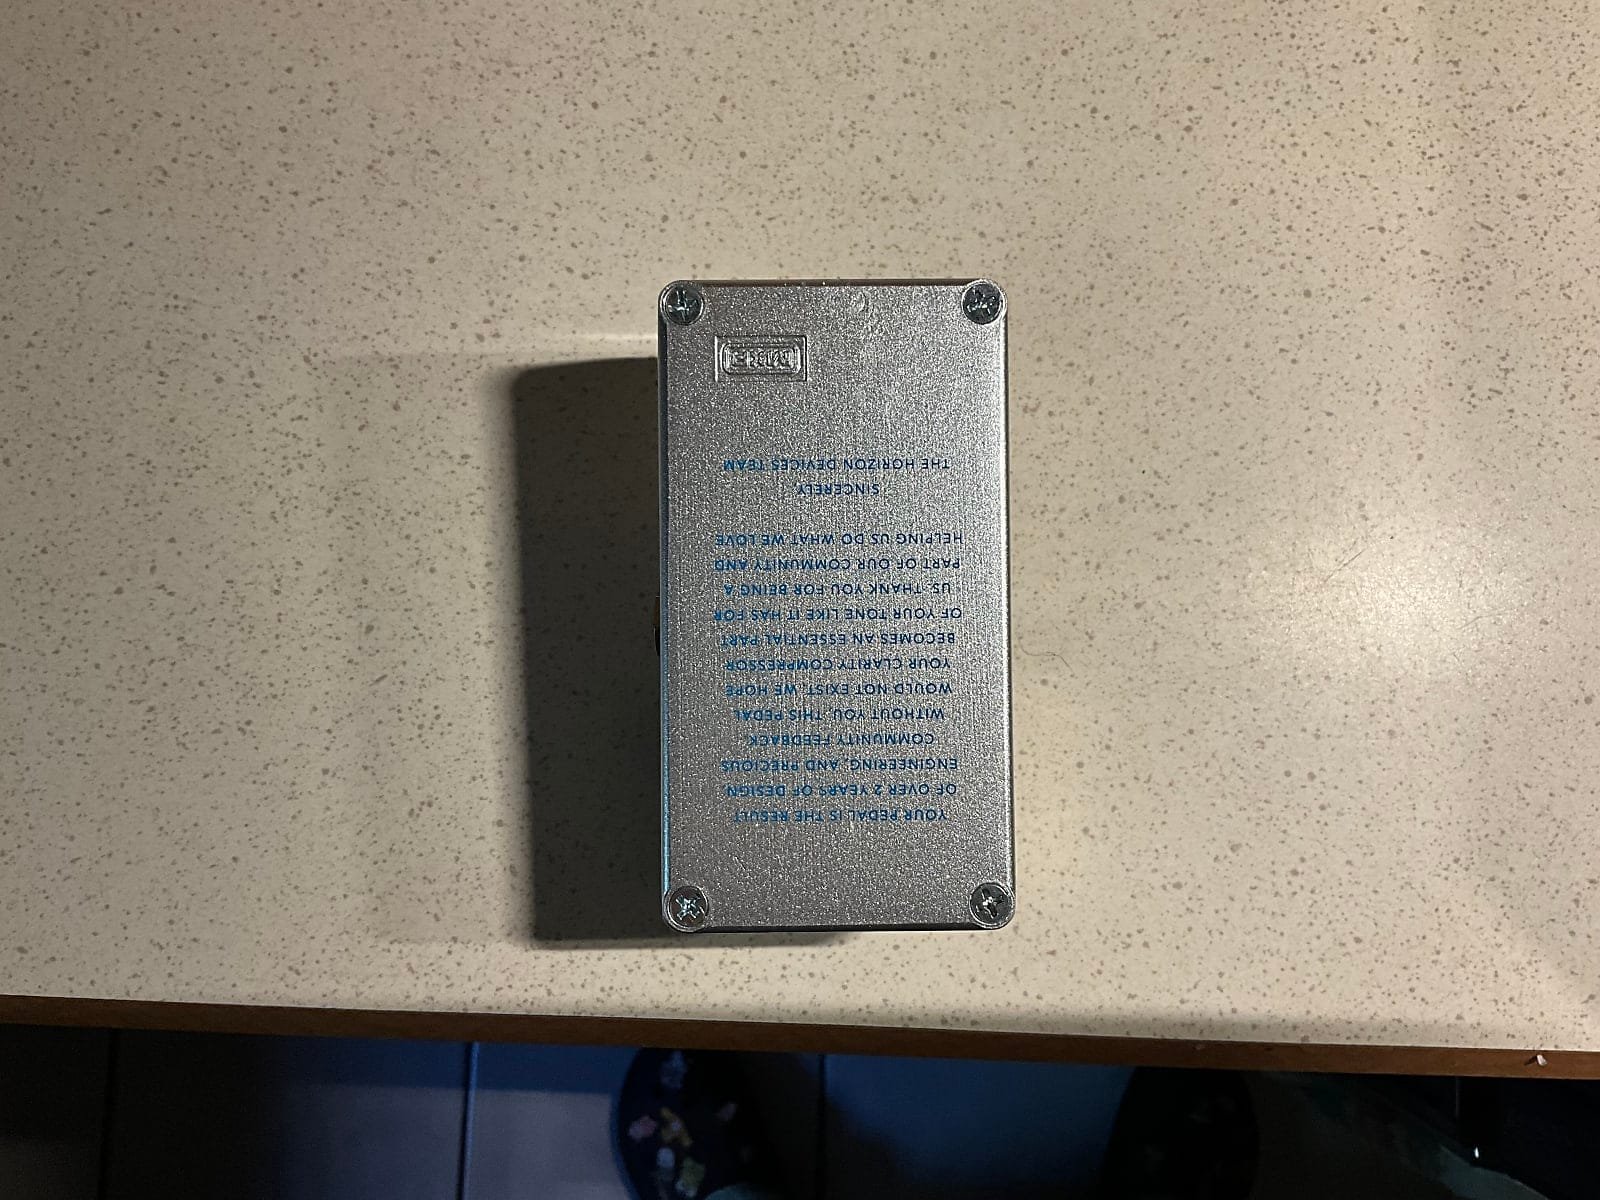 YOUR PEDAL IS THE RESULT
OF OVER 2 YEARS OF DESIGN,
ENGINEERING, AND PRECIOUS
COMMUNITY FEEDBACK.
WITHOUT YOU, THIS PEDAL
WOULD NOT EXIST. WE HOPE
YOUR CLARITY COMPRESSOR
BECOMES AN ESSENTIAL PART
OF YOUR TONE LIKE IT HAS FOR
US. THANK YOU FOR BEING A
PART OF OUR COMMUNITY AND
HELPING US DO WHAT WE LOVE
SINCERELY
THE HORIZON DEVICES TEAM